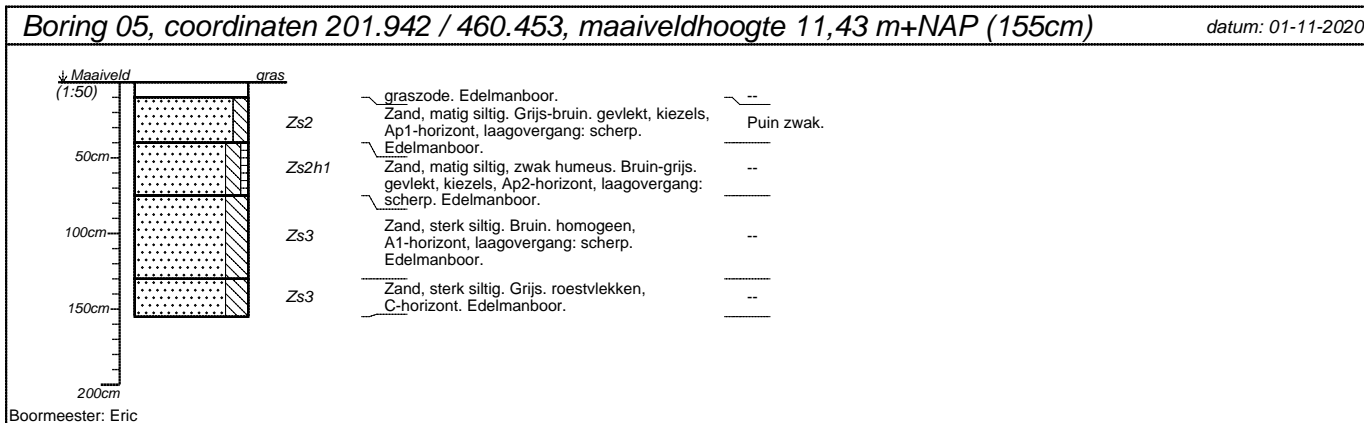 Boring 05, coordinaten 201.942 / 460.453, maaiveldhoogte 11,43 m+NAP (155cm)
datum: 01-11-2020
Maaiveld
gras
(1:50)
graszode. Edelmanboor.
--
Zs2
Zand, matig siltig. Grijs-bruin. gevlekt, kiezels,
Ap1-horizont, laagovergang: scherp.
Edelmanboor.
Puin zwak.
50cm
Zs2h1
Zand, matig siltig, zwak humeus. Bruin-grijs.
gevlekt, kiezels, Ap2-horizont, laagovergang:
scherp. Edelmanboor.
--
100cm
Zs3
Zand, sterk siltig. Bruin. homogeen,
A1-horizont, laagovergang: scherp.
Edelmanboor.
--
150cm
Zs3
Zand, sterk siltig. Grijs. roestvlekken,
C-horizont. Edelmanboor.
--
200cm
Boormeester: Eric